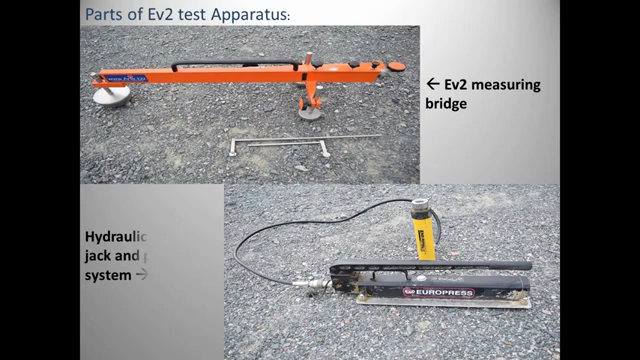 Parts of Ev2 test Apparatus:
← Ev2 measuring
bridge
Hydraulic
jack and
system →
EUROPRESS